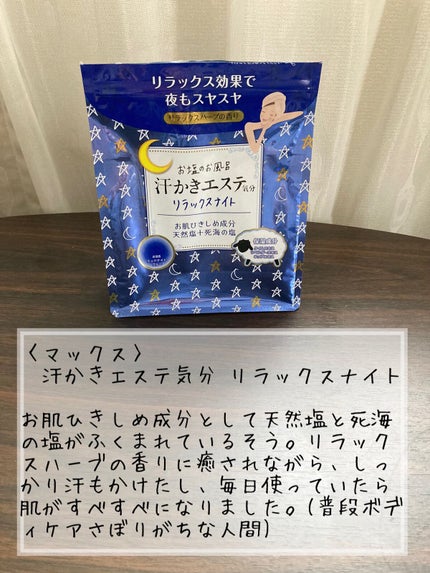 リラックス効果で
夜もスヤスヤ
リラックスハーブの香り
お塩のお風呂
汗かきエステ気分
リラックスナイト
お肌ひきしめ成分
天然塩+死海の塩
保湿成分
〈マックス〉
汗かきエステ気分 リラックスナイト
お肌ひきしめ成分として天然塩と死海
の塩がふくまれているそう。リラック
スハーブの香りに癒されながら、しっ
かり汗もかけたし、毎日使っていたら
肌がすべすべになりました。(普段ボデ
ィケアさぼりがちな人間)